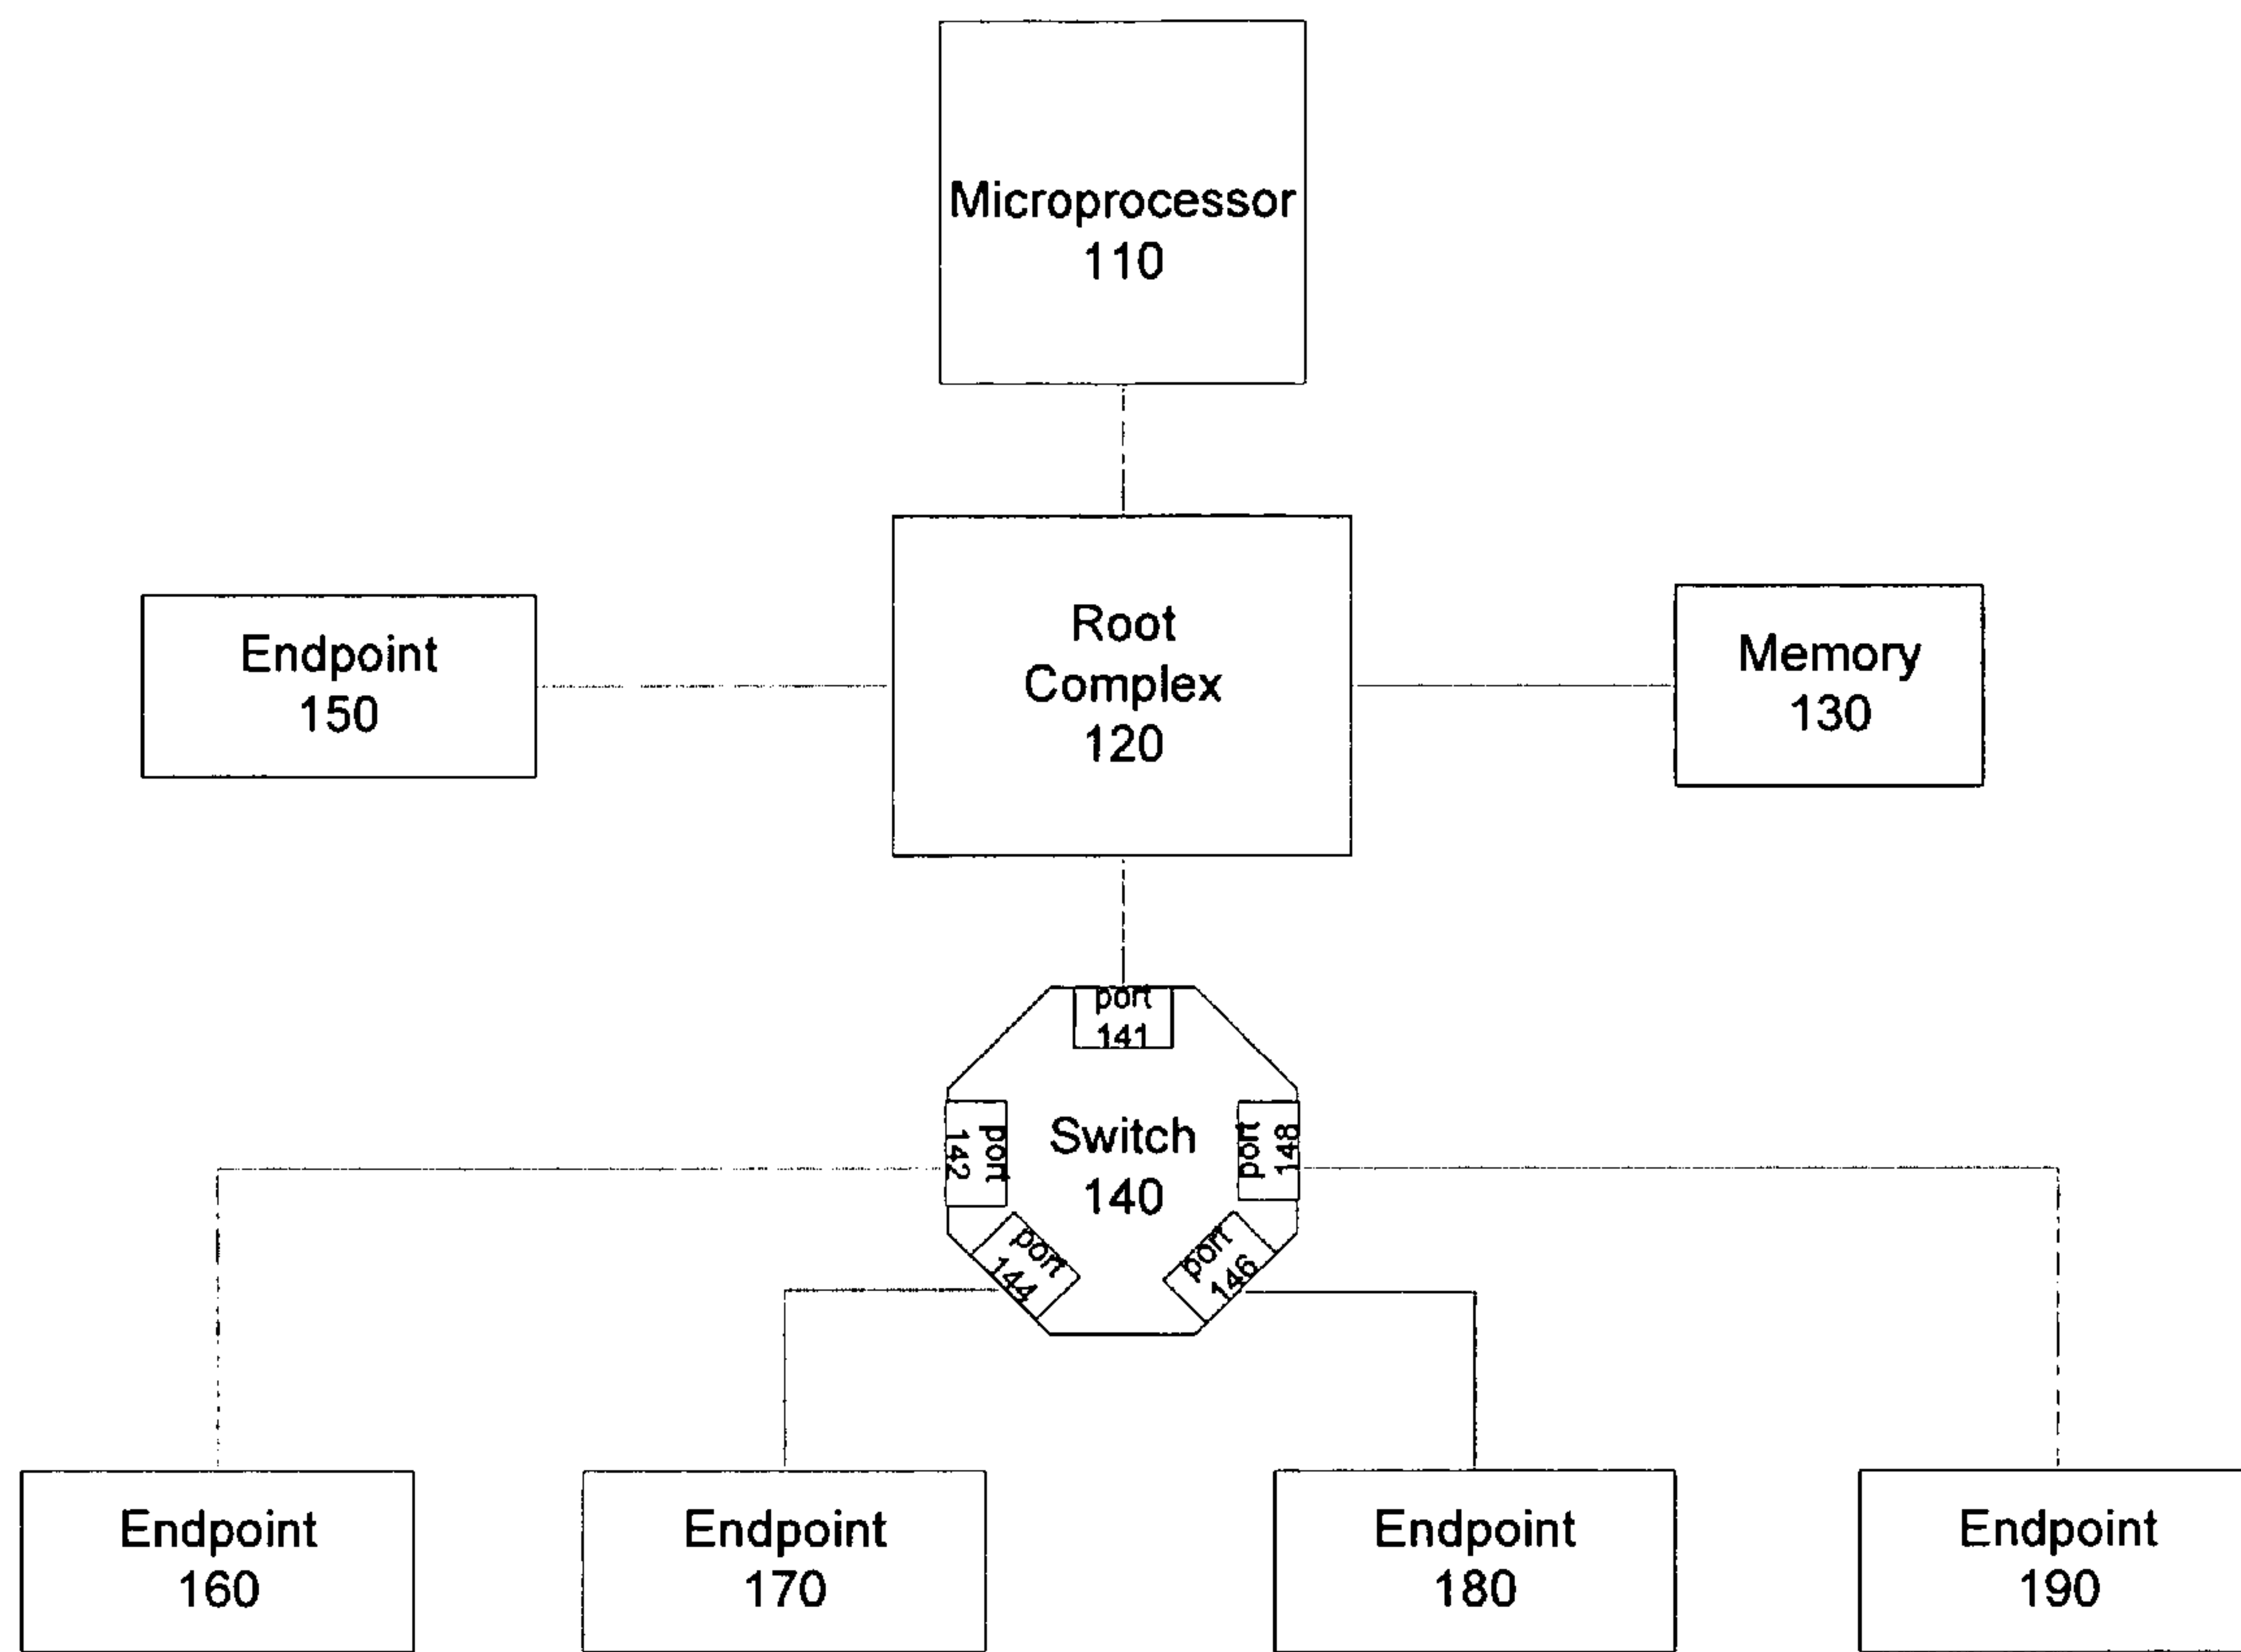 Microprocessor
110
Endpoint
150
Root
Complex
120
Memory
130
port
141
port
142
Switch
140
port
148
port
144
port
146
Endpoint
160
Endpoint
170
Endpoint
180
Endpoint
190